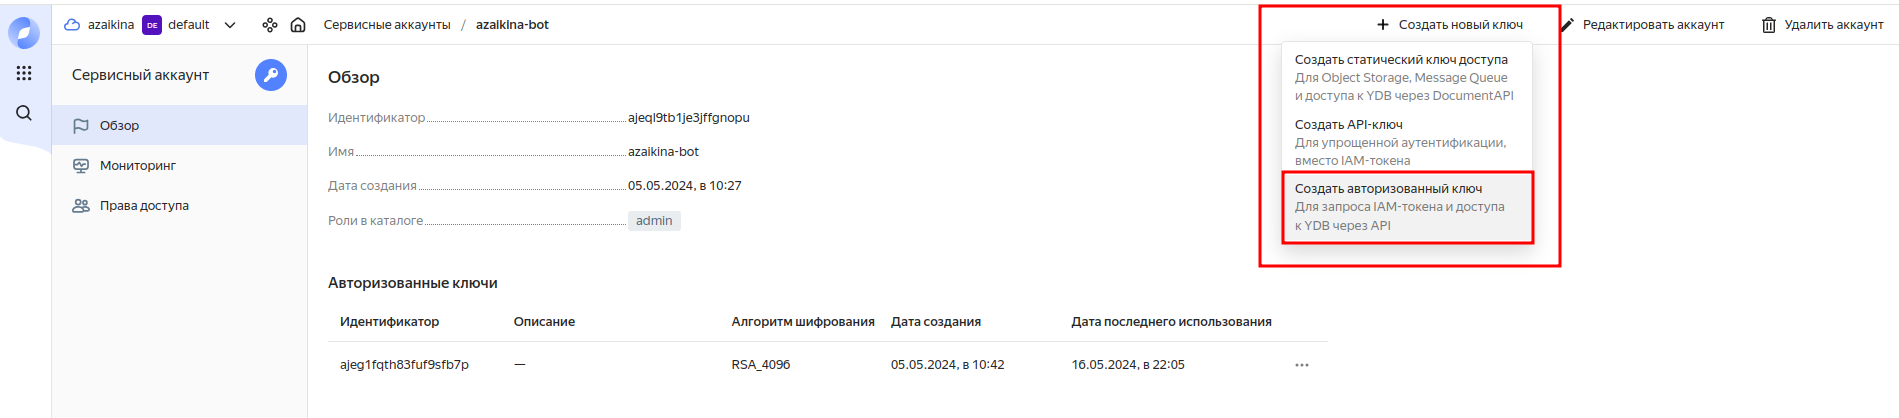 azaikina DE default Сервисные аккаунты / azaikina-bot + Создать новый ключ Редактировать аккаунт Удалить аккаунт
Сервисный аккаунт
Обзор
Мониторинг
Права доступа
Обзор
Идентификатор ajeql9tb1je3jffgnopu
Имя azaikina-bot
Дата создания 05.05.2024, в 10:27
Роли в каталоге admin
Создать статический ключ доступа
Для Object Storage, Message Queue
и доступа к YDB через DocumentAPI
Создать API-ключ
Для упрощенной аутентификации,
вместо IAM-токена
Создать авторизованный ключ
Для запроса IAM-токена и доступа
к YDB через API
Авторизованные ключи
Идентификатор Описание Алгоритм шифрования Дата создания Дата последнего использования
ajeg1fqth83fuf9sfb7p — RSA_4096 05.05.2024, в 10:42 16.05.2024, в 22:05